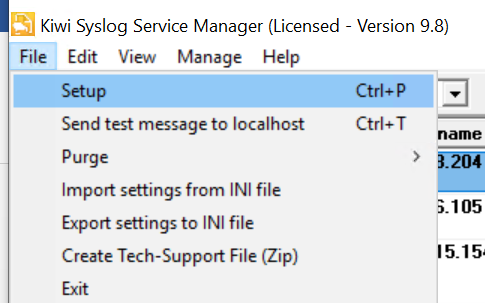 Kiwi Syslog Service Manager (Licensed - Version 9.8)
File Edit View Manage Help
Setup Ctrl+P
Send test message to localhost Ctrl+T
name
Purge
3.204
Import settings from INI file
5.105
Export settings to INI file
Create Tech-Support File (Zip)
15.154
Exit